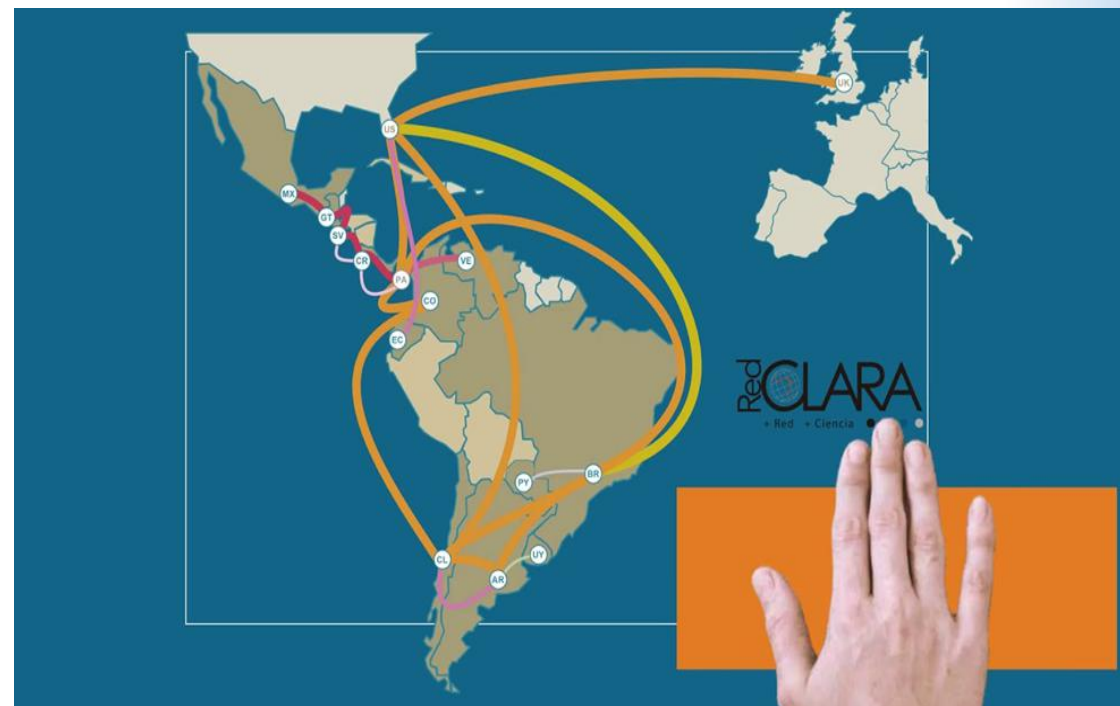 UK
US
MX
GT
SV
CR
PA
VE
CO
EC
Red
CLARA
+ Red + Ciencia
BR
PY
CL
UY
AR